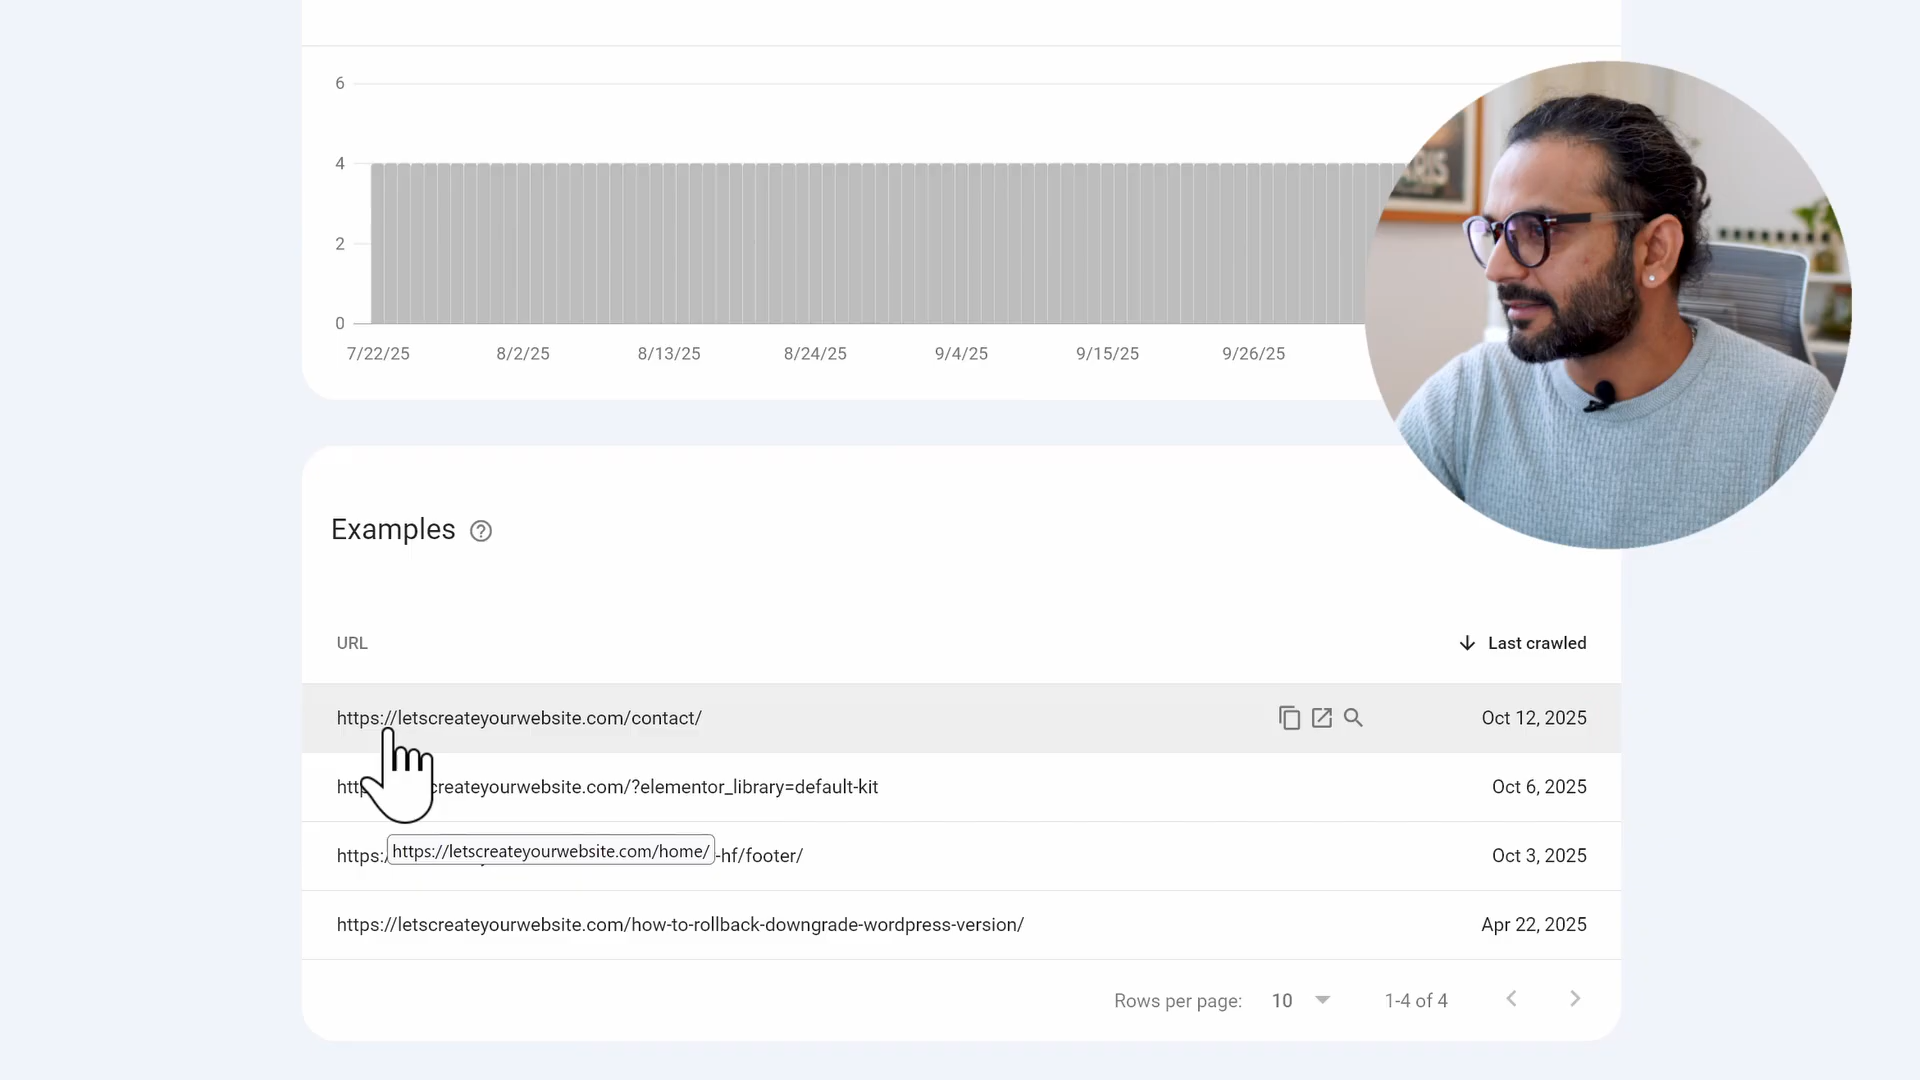 6
4
2
0
7/22/25 8/2/25 8/13/25 8/24/25 9/4/25 9/15/25 9/26/25
RIS
Examples
URL Last crawled
https://letscreateyourwebsite.com/contact/ Oct 12, 2025
htt createyourwebsite.com/?elementor_library=default-kit Oct 6, 2025
https:/ https://letscreateyourwebsite.com/home/ -hf/footer/ Oct 3, 2025
https://letscreateyourwebsite.com/how-to-rollback-downgrade-wordpress-version/ Apr 22, 2025
Rows per page: 10 1-4 of 4